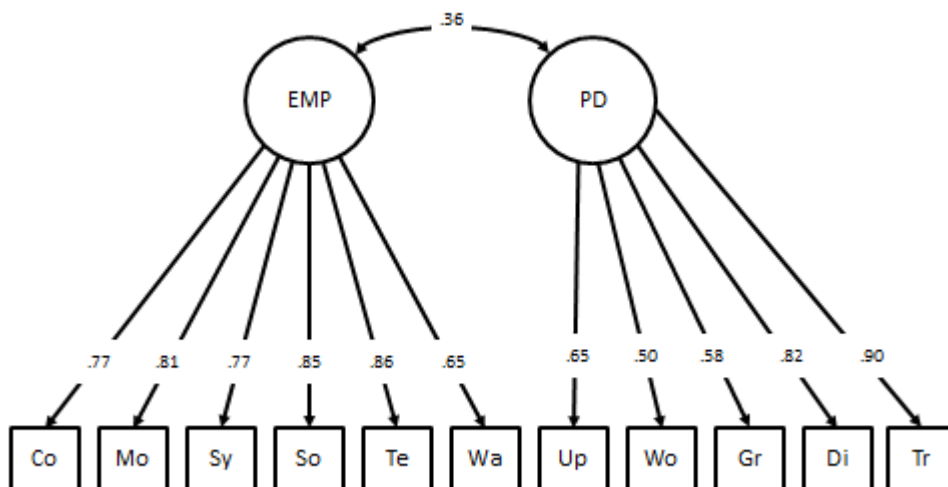 .36
EMP PD
.77 .81 .77 .85 .86 .65 .65 .50 .58 .82 .90
Co Mo Sy So Te Wa Up Wo Gr Di Tr